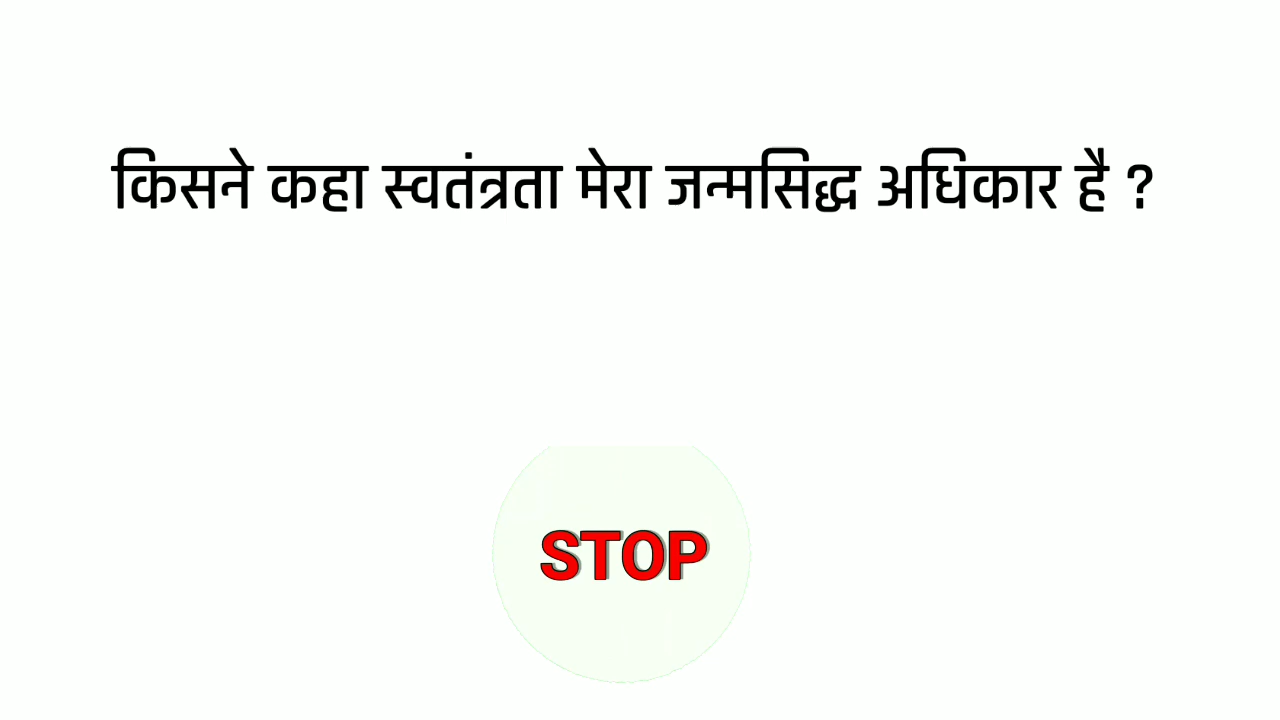 किसने कहा स्वतंत्रता मेरा जन्मसिद्ध अधिकार है ?
STOP